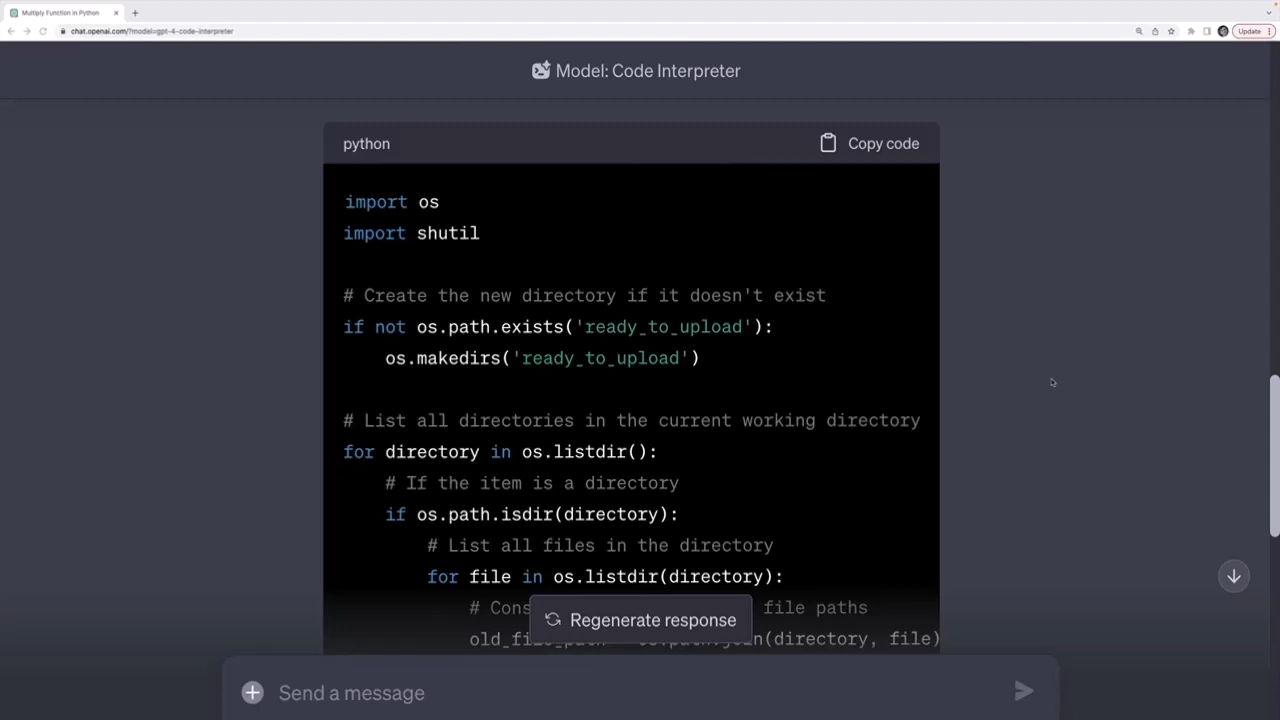 Multiply Function in Python
chat.openai.com/?model=gpt-4-code-interpreter
Update
Model: Code Interpreter
python
Copy code
import os
import shutil
# Create the new directory if it doesn't exist
if not os.path.exists('ready_to_upload'):
os.makedirs('ready_to_upload')
# List all directories in the current working directory
for directory in os.listdir():
# If the item is a directory
if os.path.isdir(directory):
# List all files in the directory
for file in os.listdir(directory):
# Cons file paths
Regenerate response
(directory, file)
Send a message